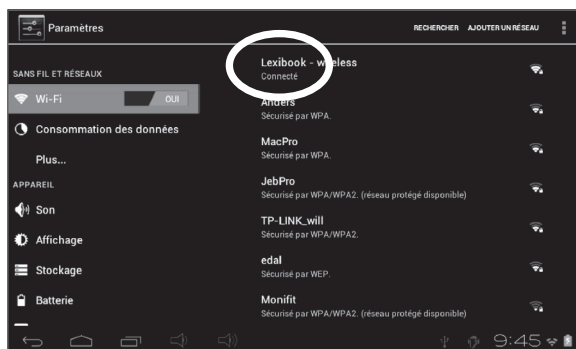 Paramètres
RECHERCHER AJOUTER UN RÉSEAU
SANS FIL ET RÉSEAUX
Wi-Fi OUI
Consommation des données
Plus...
APPAREIL
Son
Affichage
Stockage
Batterie
Lexibook - wireless
Connecté
Anders
Sécurisé par WPA.
MacPro
Sécurisé par WPA.
JebPro
Sécurisé par WPA/WPA2. (réseau protégé disponible)
TP-LINK_will
Sécurisé par WPA/WPA2.
edal
Sécurisé par WEP.
Monifit
Sécurisé par WPA/WPA2. (réseau protégé disponible)
9:45